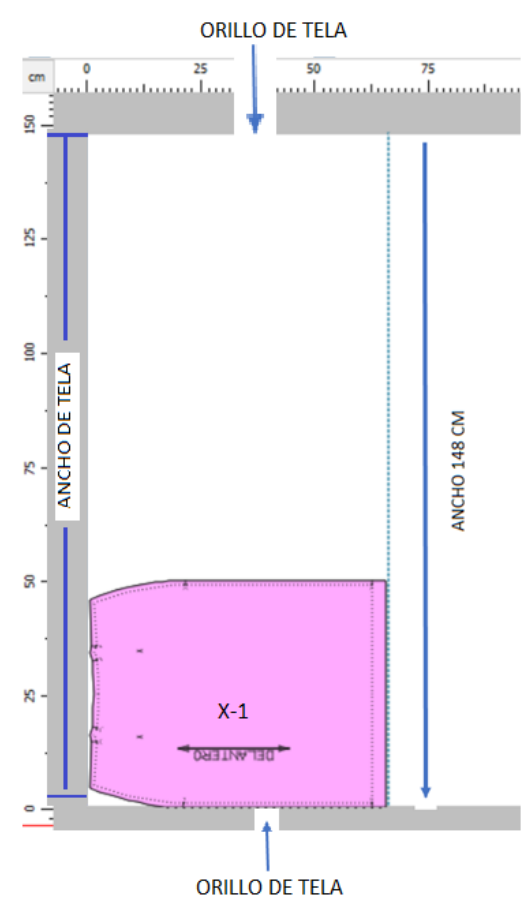 ORILLO DE TELA
cm 0 25 50 75
150
125
100
75
50
25
0
ANCHO DE TELA
ANCHO 148 CM
X-1
DELANTERO
ORILLO DE TELA